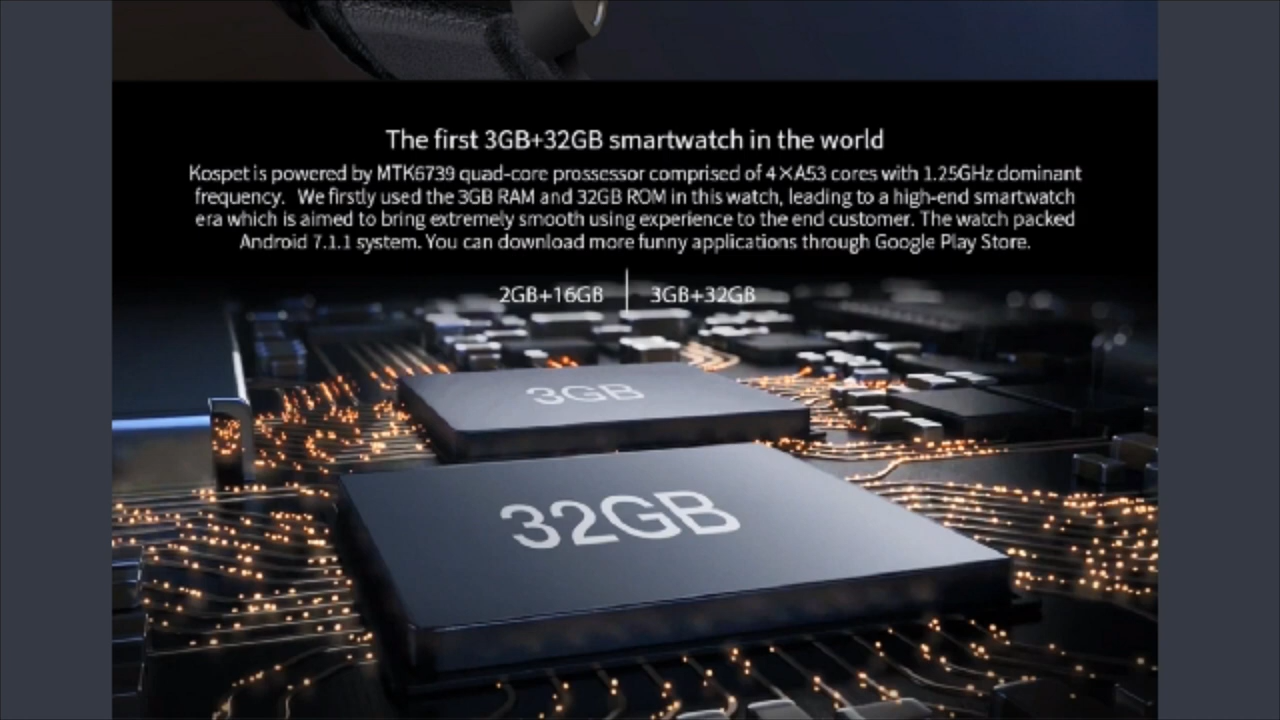 The first 3GB+32GB smartwatch in the world
Kospet is powered by MTK6739 quad-core prossessor comprised of 4×A53 cores with 1.25GHz dominant
frequency. We firstly used the 3GB RAM and 32GB ROM in this watch, leading to a high-end smartwatch
era which is aimed to bring extremely smooth using experience to the end customer. The watch packed
Android 7.1.1 system. You can download more funny applications through Google Play Store.
2GB+16GB | 3GB+32GB
3GB
32GB